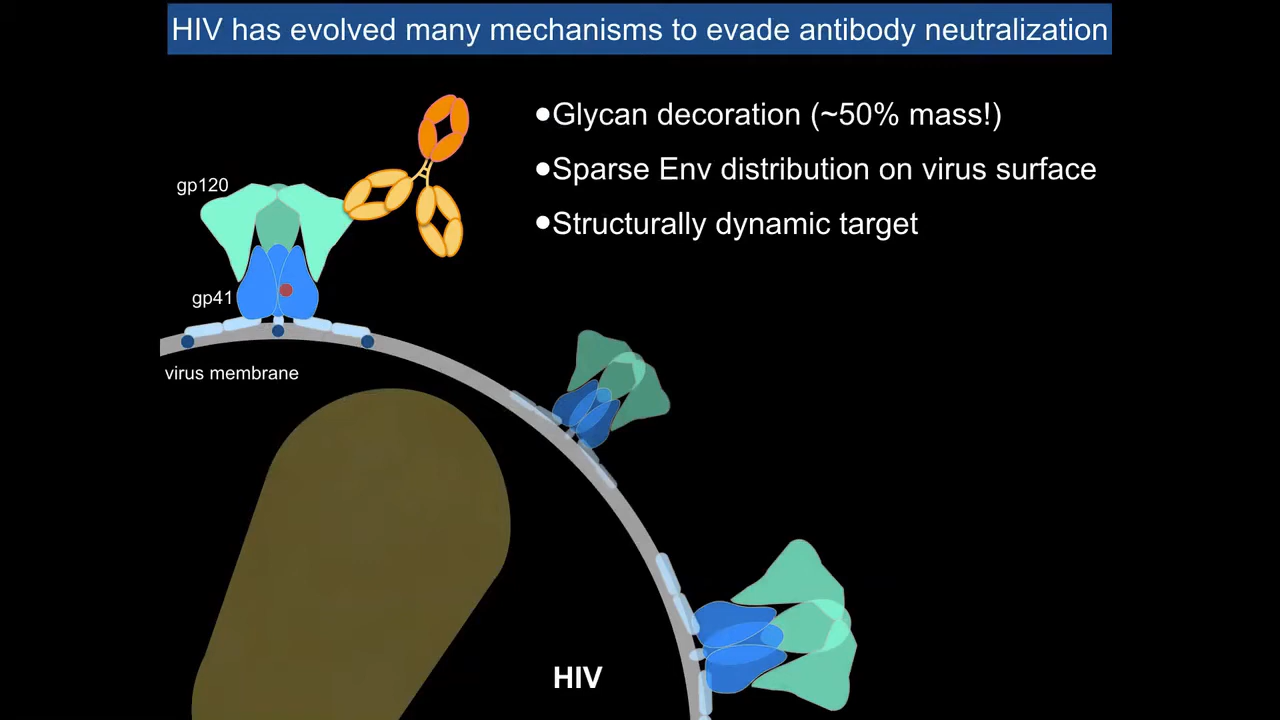 HIV has evolved many mechanisms to evade antibody neutralization
●Glycan decoration (~50% mass!)
●Sparse Env distribution on virus surface
●Structurally dynamic target
gp120
gp41
virus membrane
HIV